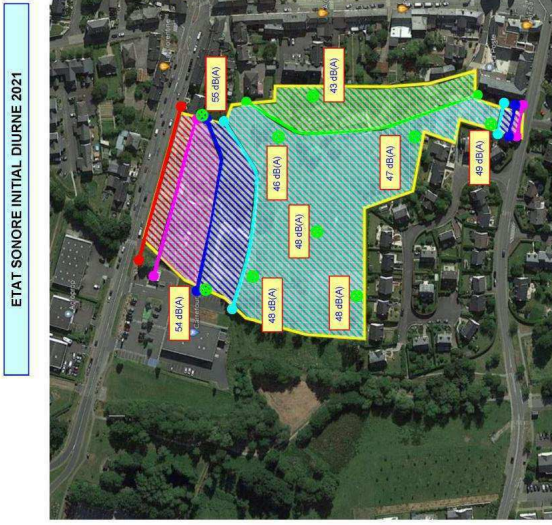 ETAT SONORE INITIAL DIURNE 2021
55 dB(A)
43 dB(A)
54 dB(A)
46 dB(A)
47 dB(A)
49 dB(A)
48 dB(A)
48 dB(A)
48 dB(A)